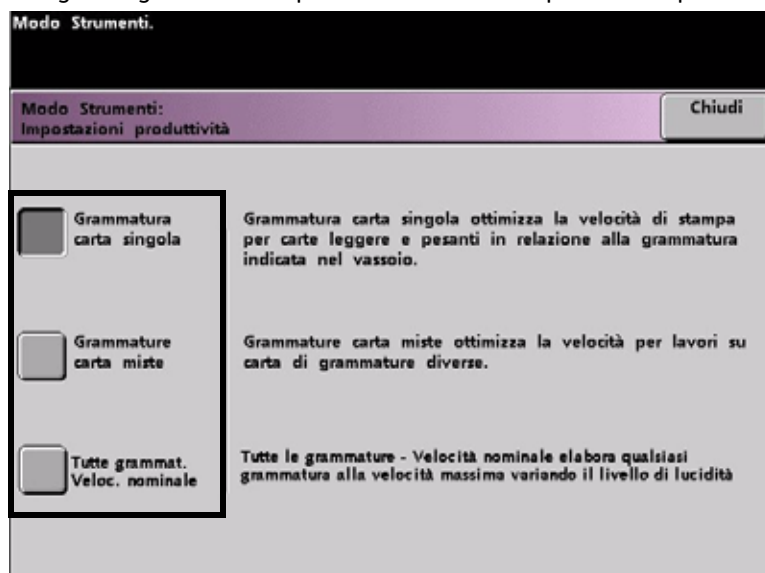 Modo Strumenti.
Modo Strumenti:
Impostazioni produttività
Chiudi
Grammatura
carta singola
Grammatura carta singola ottimizza la velocità di stampa
per carte leggere e pesanti in relazione alla grammatura
indicata nel vassoio.
Grammature
carta miste
Grammature carta miste ottimizza la velocità per lavori su
carta di grammature diverse.
Tutte grammat.
Veloc. nominale
Tutte le grammature - Velocità nominale elabora qualsiasi
grammatura alla velocità massima variando il livello di lucidità